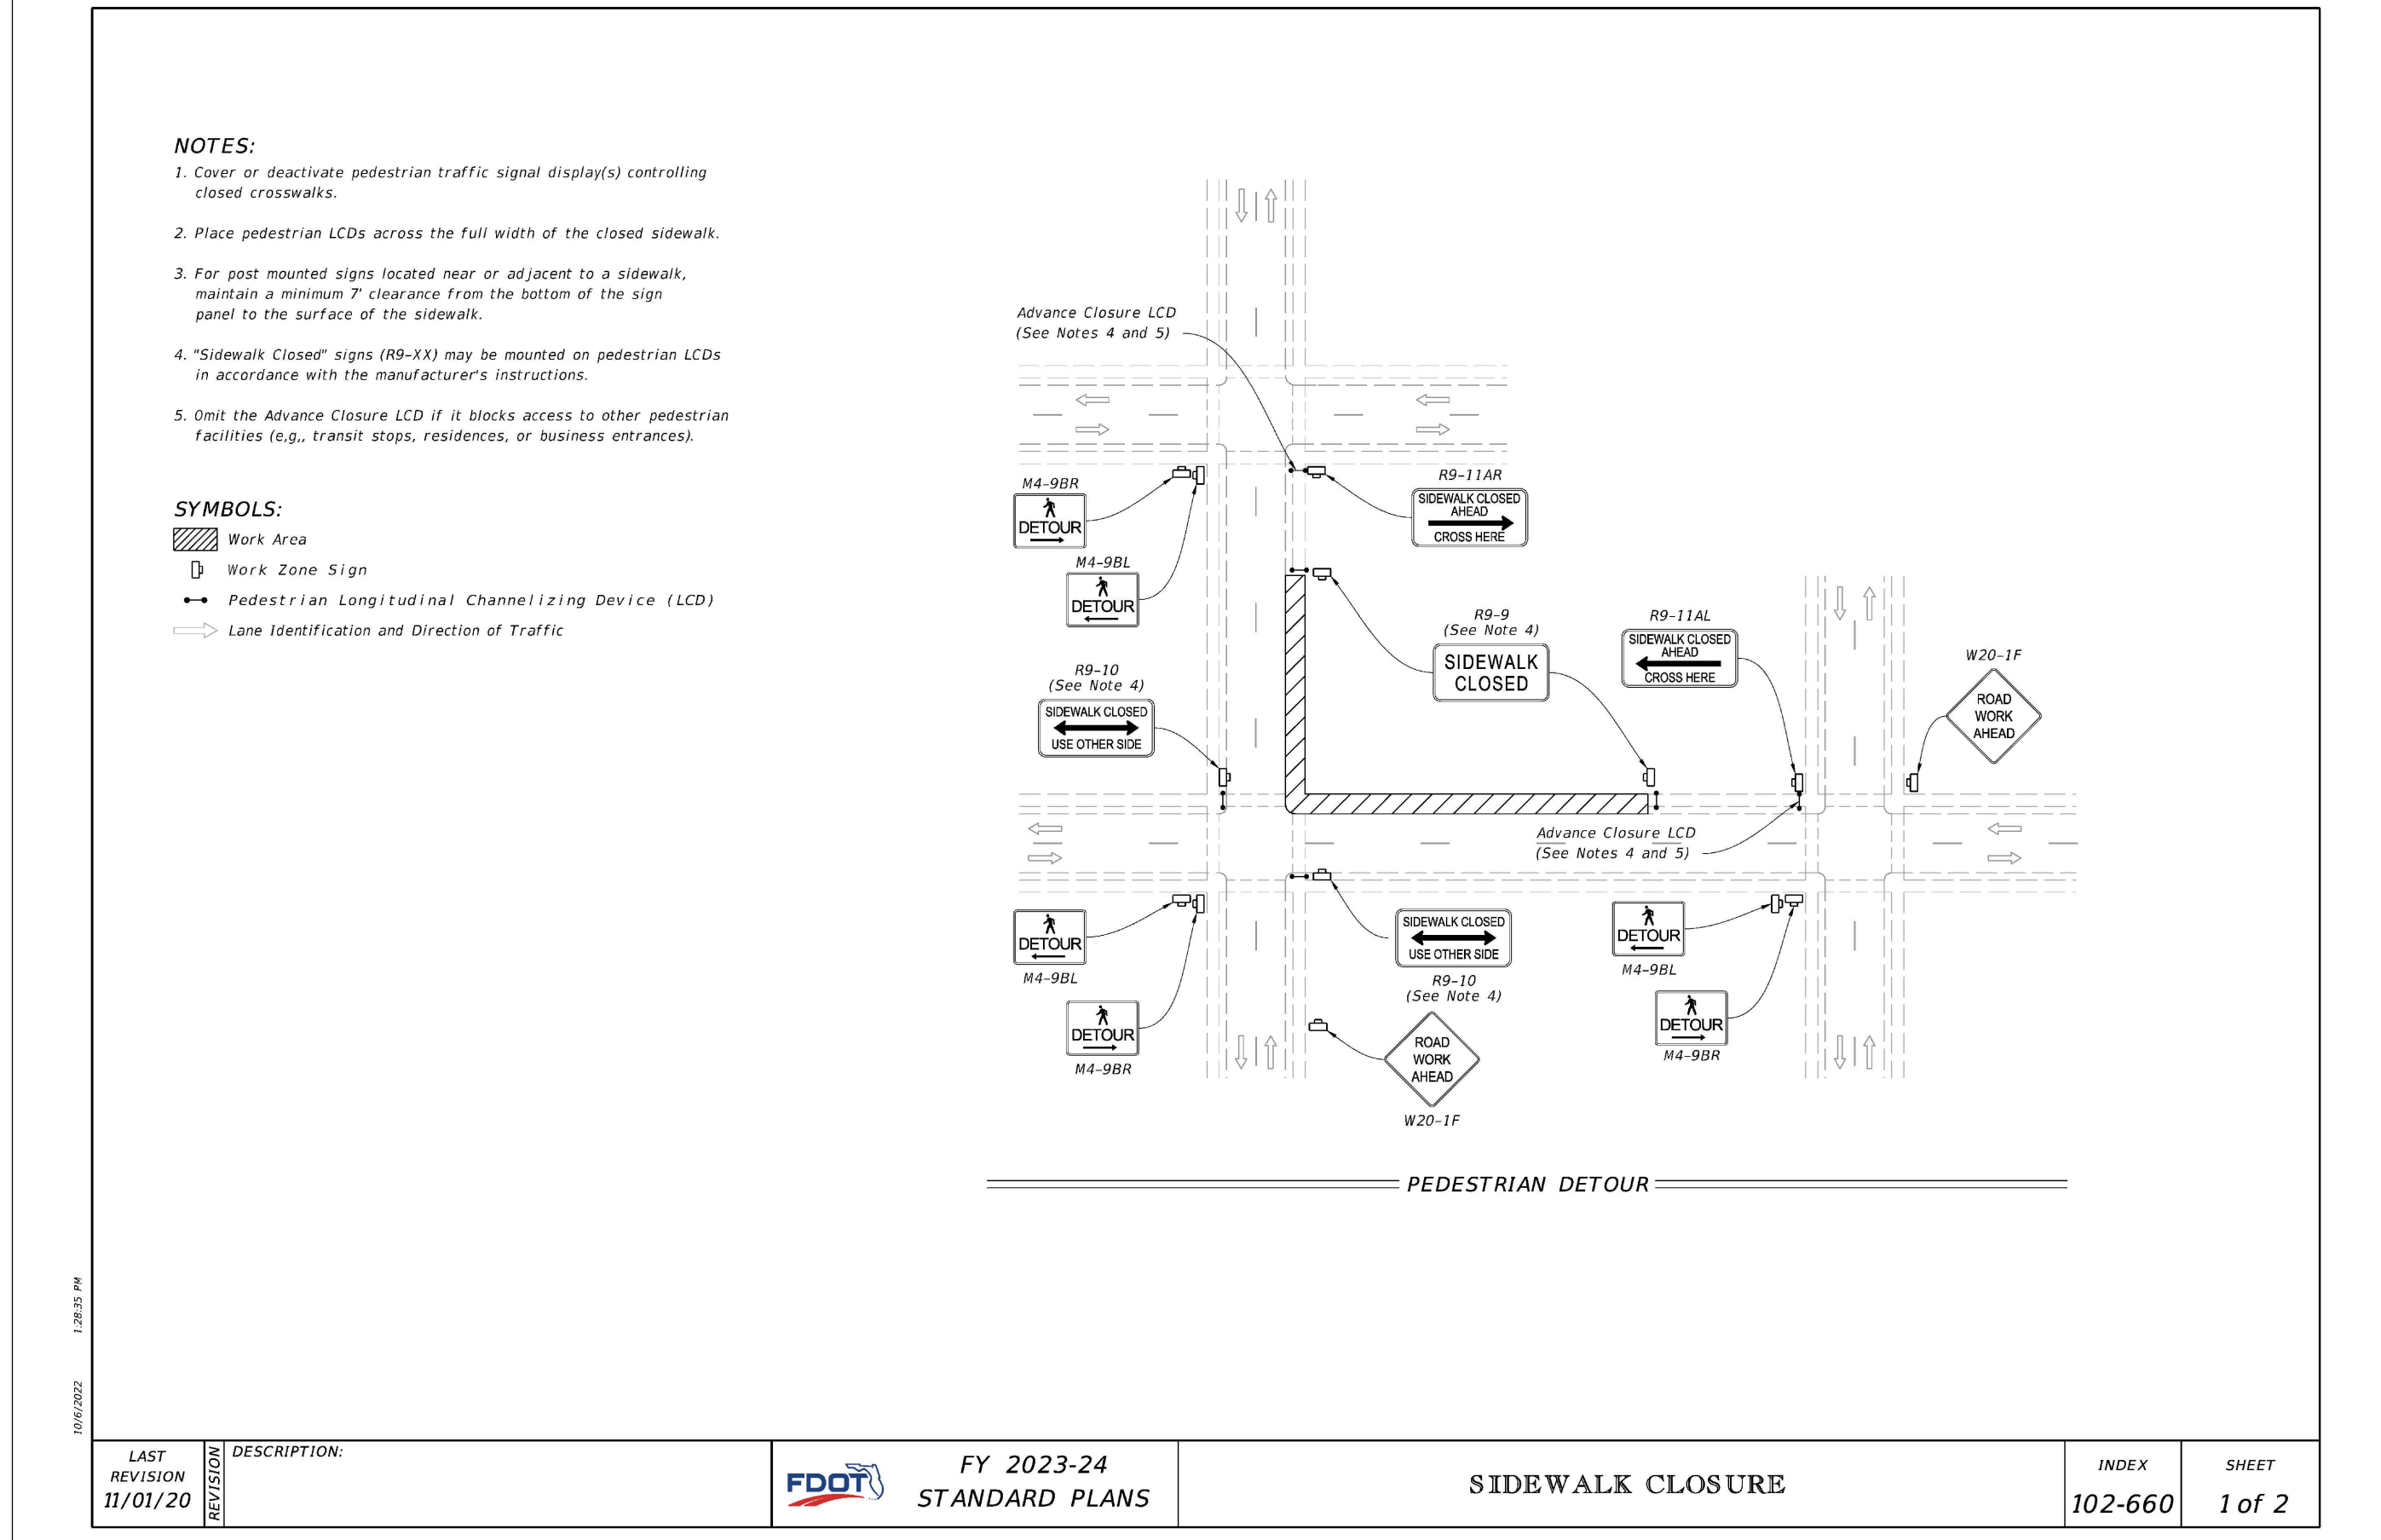 NOTES:
1. Cover or deactivate pedestrian traffic signal display(s) controlling
closed crosswalks.
2. Place pedestrian LCDs across the full width of the closed sidewalk.
3. For post mounted signs located near or adjacent to a sidewalk,
maintain a minimum 7' clearance from the bottom of the sign
panel to the surface of the sidewalk.
4. "Sidewalk Closed" signs (R9-XX) may be mounted on pedestrian LCDs
in accordance with the manufacturer's instructions.
5. Omit the Advance Closure LCD if it blocks access to other pedestrian
facilities (e,g,, transit stops, residences, or business entrances).
SYMBOLS:
Work Area
Work Zone Sign
Pedestrian Longitudinal Channelizing Device (LCD)
Lane Identification and Direction of Traffic
Advance Closure LCD
(See Notes 4 and 5)
M4-9BR
DETOUR
M4-9BL
DETOUR
R9-11AR
SIDEWALK CLOSED
AHEAD
CROSS HERE
R9-10
(See Note 4)
SIDEWALK CLOSED
USE OTHER SIDE
R9-9
(See Note 4)
SIDEWALK
CLOSED
R9-11AL
SIDEWALK CLOSED
AHEAD
CROSS HERE
W20-1F
ROAD
WORK
AHEAD
Advance Closure LCD
(See Notes 4 and 5)
DETOUR
M4-9BL
DETOUR
M4-9BR
SIDEWALK CLOSED
USE OTHER SIDE
R9-10
(See Note 4)
ROAD
WORK
AHEAD
W20-1F
DETOUR
M4-9BL
DETOUR
M4-9BR
PEDESTRIAN DETOUR
10/6/2022 1:28:35 PM
LAST
REVISION
11/01/20
REVISION
DESCRIPTION:
FDOT
FY 2023-24
STANDARD PLANS
SIDEWALK CLOSURE
INDEX
102-660
SHEET
1 of 2